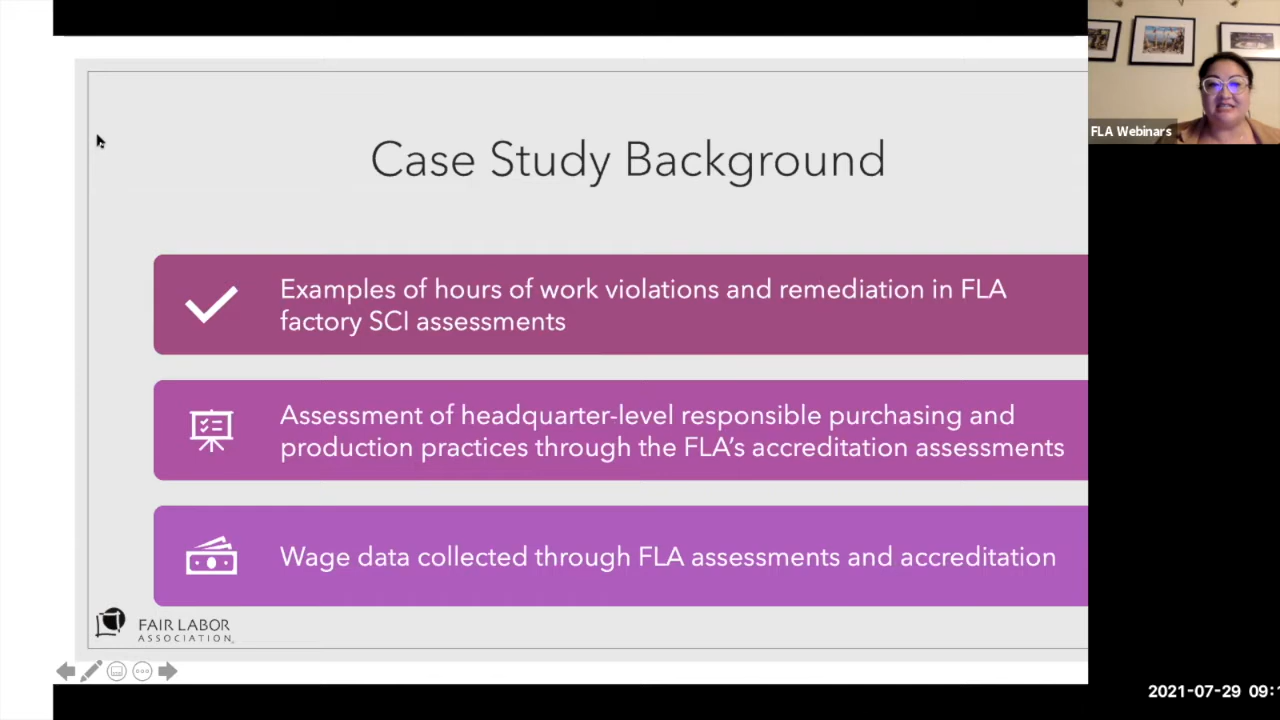 FLA Webinars
Case Study Background
Examples of hours of work violations and remediation in FLA
factory SCI assessments
Assessment of headquarter-level responsible purchasing and
production practices through the FLA’s accreditation assessments
Wage data collected through FLA assessments and accreditation
FAIR LABOR
ASSOCIATION
2021-07-29 09:1